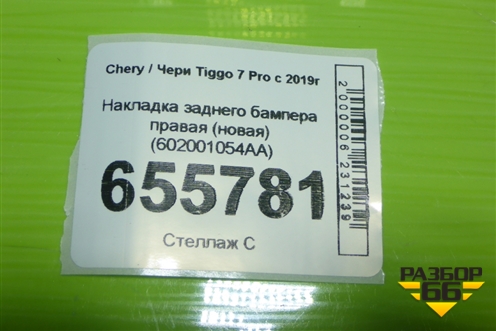 Chery / Чери Tiggo 7 Pro с 2019г
Накладка заднего бампера
правая (новая)
(602001054AA)
655781
Стеллаж С
2000006231239
РАЗБОР
66